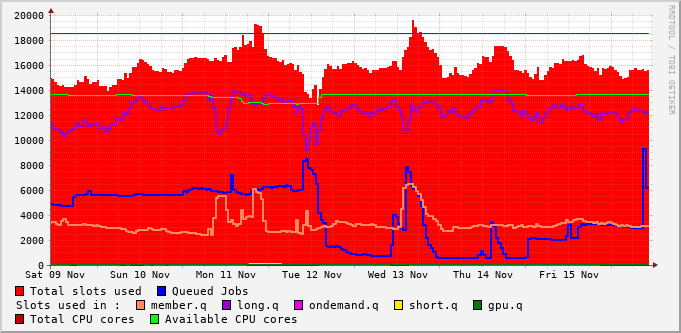 20000
18000
16000
14000
12000
10000
8000
6000
4000
2000
0
Sat 09 Nov Sun 10 Nov Mon 11 Nov Tue 12 Nov Wed 13 Nov Thu 14 Nov Fri 15 Nov
Total slots used Queued Jobs
Slots used in : member.q long.q ondemand.q short.q gpu.q
Total CPU cores Available CPU cores
RRDTOOL / TOBI OETIKER